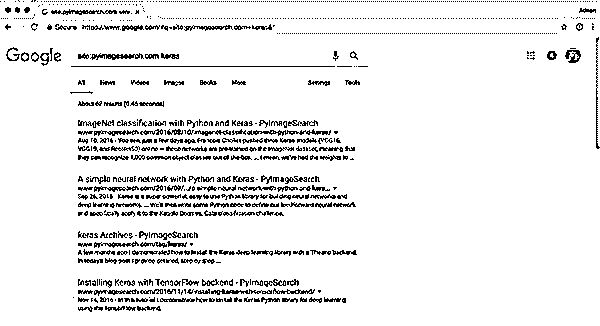 site:pyimagesearch.com
Adrian
Secure https://www.google.com/
Google site:pyimagesearch.com keras
All News Videos Images Books More Settings Tools
About 62 results (0.45 seconds)
ImageNet classification with Python and Keras - PyImageSearch
www.pyimagesearch.com/2016/08/10/imagenet-classification-with-python-and-keras/
Aug 10, 2016 - You see, just a few days ago, François Chollet pushed three Keras models (VGG16,
VGG19, and ResNet50) online — these networks are pre-trained on the ImageNet dataset, meaning that
they can recognize 1,000 common object classes out-of-the-box. ... I mean, we've had the weights to ...
A simple neural network with Python and Keras - PyImageSearch
www.pyimagesearch.com/2016/09/.../a-simple-neural-network-with-python-and-kera...
Sep 26, 2016 - Keras is a super powerful, easy to use Python library for building neural networks and
deep learning networks. ... We'll then write some Python code to define our feedforward neural network
and specifically apply it to the Kaggle Dogs vs. Cats classification challenge.
keras Archives - PyImageSearch
www.pyimagesearch.com/tag/keras/
A few months ago I demonstrated how to install the Keras deep learning library with a Theano backend.
In today's blog post I provide detailed, step-by-step ...
Installing Keras with TensorFlow backend - PyImageSearch
www.pyimagesearch.com/2016/11/14/installing-keras-with-tensorflow-backend/
Nov 14, 2016 - In this tutorial I demonstrate how to install the Keras Python library for deep learning
using the TensorFlow backend.